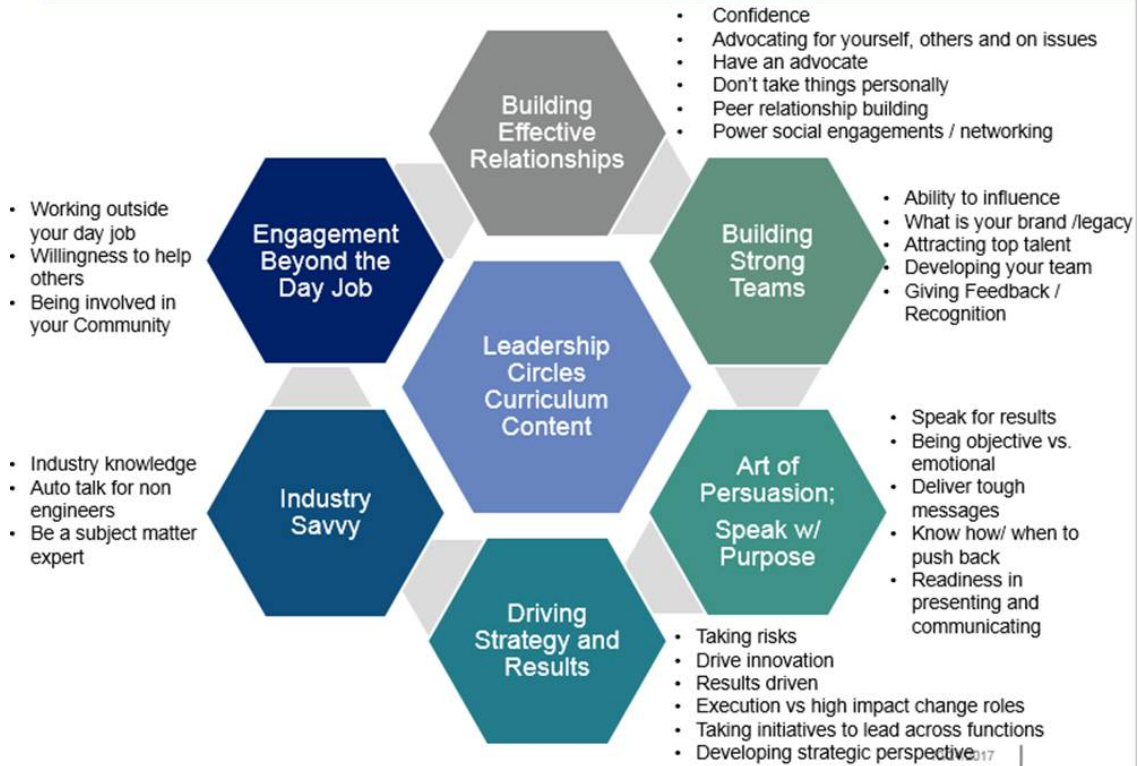 • Confidence
• Advocating for yourself, others and on issues
• Have an advocate
• Don't take things personally
• Peer relationship building
• Power social engagements / networking
Building
Effective
Relationships
• Working outside
your day job
• Willingness to help
others
• Being involved in
your Community
Engagement
Beyond the
Day Job
Building
Strong
Teams
• Ability to influence
• What is your brand /legacy
• Attracting top talent
• Developing your team
• Giving Feedback /
Recognition
Leadership
Circles
Curriculum
Content
• Industry knowledge
• Auto talk for non
engineers
• Be a subject matter
expert
Industry
Savvy
Art of
Persuasion;
Speak w/
Purpose
• Speak for results
• Being objective vs.
emotional
• Deliver tough
messages
• Know how/ when to
push back
• Readiness in
presenting and
communicating
Driving
Strategy and
Results
• Taking risks
• Drive innovation
• Results driven
• Execution vs high impact change roles
• Taking initiatives to lead across functions
• Developing strategic perspective